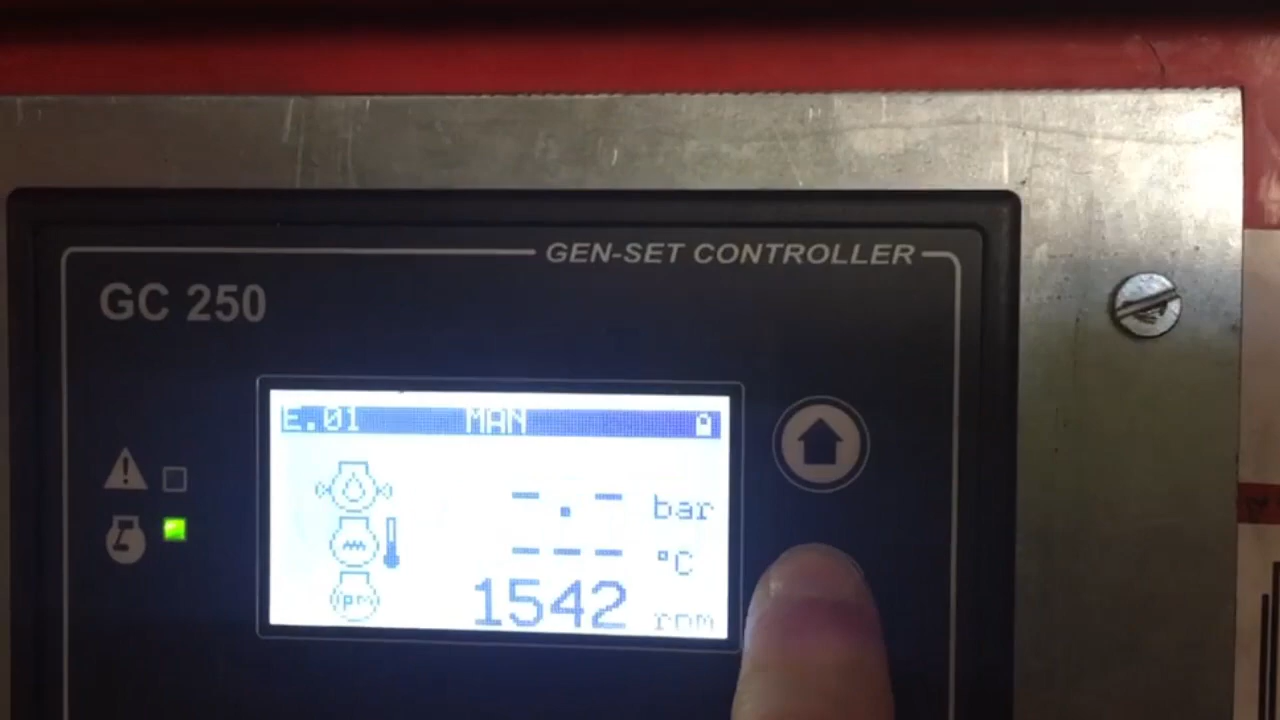 GEN-SET CONTROLLER
GC 250
E.01 MAN
-.- bar
--- °C
1542 rpm